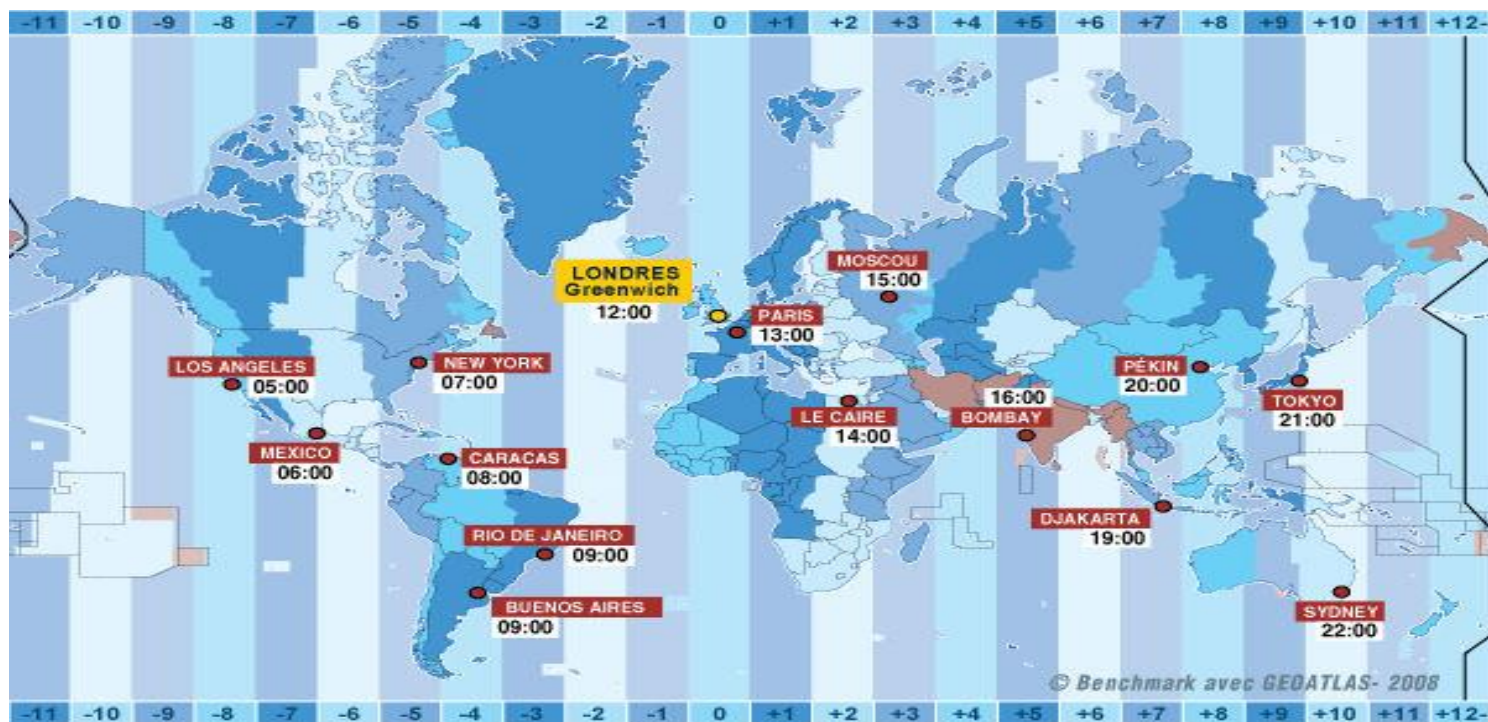 -11 -10 -9 -8 -7 -6 -5 -4 -3 -2 -1 0 +1 +2 +3 +4 +5 +6 +7 +8 +9 +10 +11 +12-
LONDRES
Greenwich
12:00
MOSCOU
15:00
PARIS
13:00
LOS ANGELES
05:00
NEW YORK
07:00
PÉKIN
20:00
TOKYO
21:00
LE CAIRE
14:00
16:00
BOMBAY
MEXICO
06:00
CARACAS
08:00
DJAKARTA
19:00
RIO DE JANEIRO
09:00
BUENOS AIRES
09:00
SYDNEY
22:00
© Benchmark avec GEOATLAS- 2008
-11 -10 -9 -8 -7 -6 -5 -4 -3 -2 -1 0 +1 +2 +3 +4 +5 +6 +7 +8 +9 +10 +11 +12-